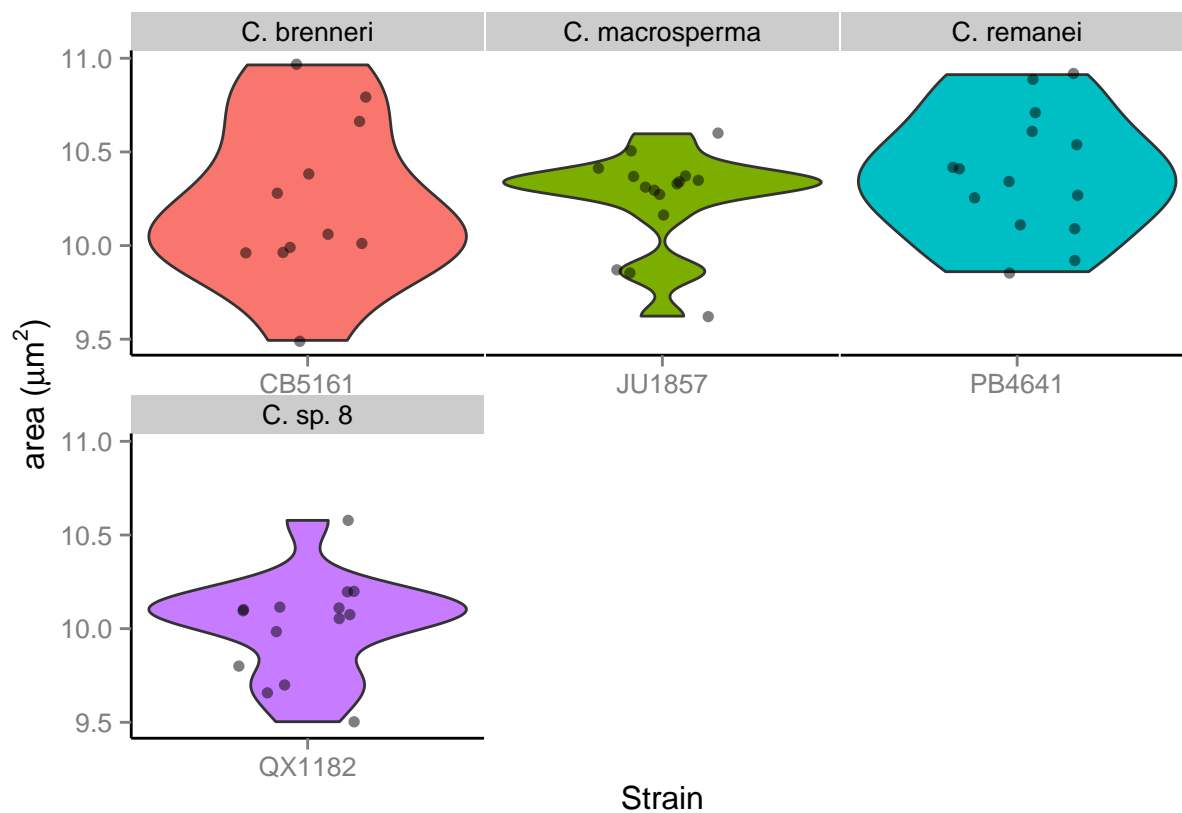 C. brenneri C. macrosperma C. remanei
11.0
10.5
10.0
9.5
CB5161 JU1857 PB4641
area (μm²)
C. sp. 8
11.0
10.5
10.0
9.5
QX1182
Strain